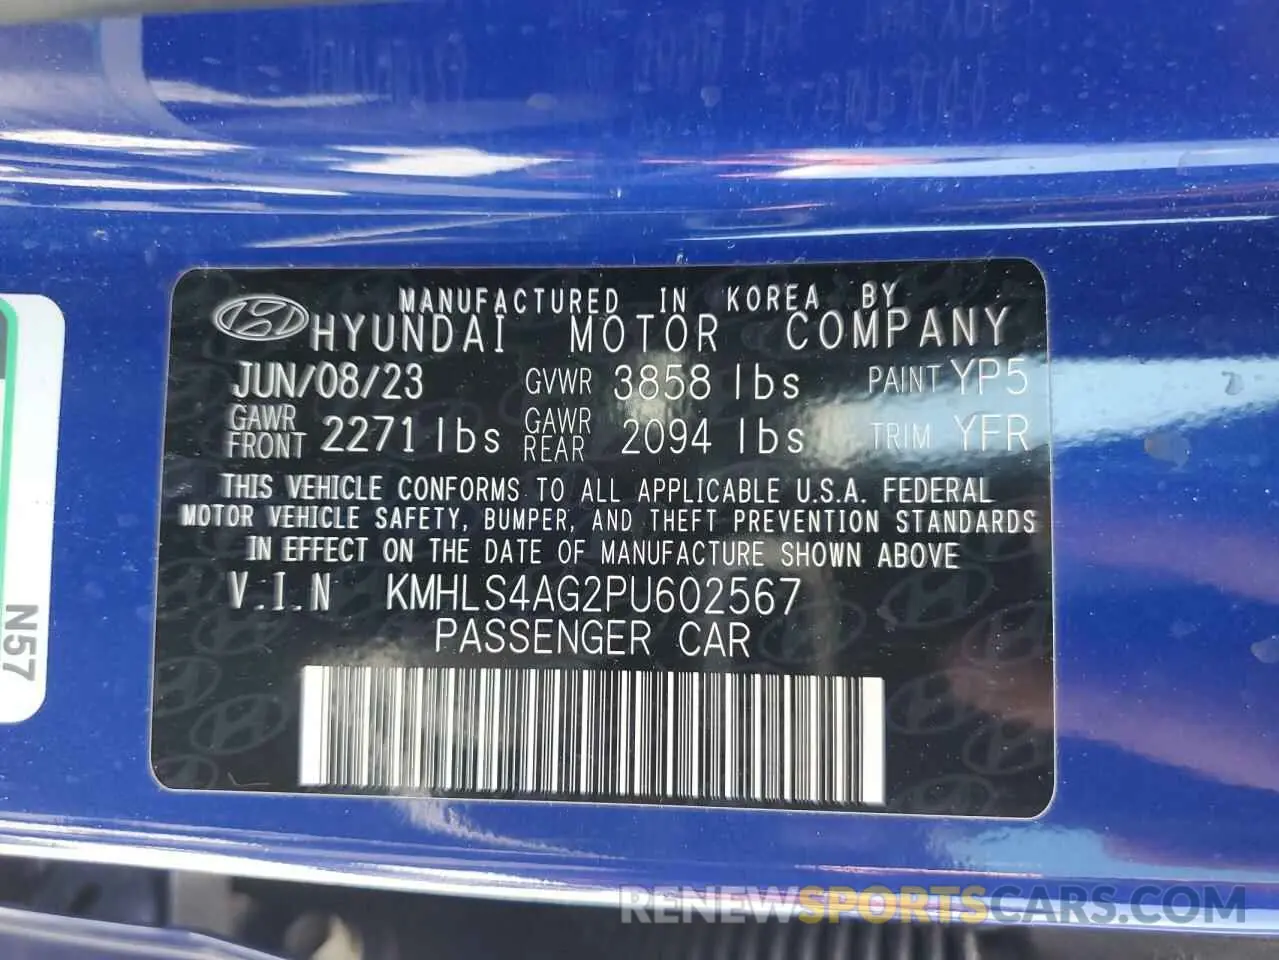 MANUFACTURED IN KOREA BY
HYUNDAI MOTOR COMPANY
JUN/08/23 GVWR 3858 lbs PAINT YP5
GAWR FRONT 2271 lbs GAWR REAR 2094 lbs TRIM YFR
THIS VEHICLE CONFORMS TO ALL APPLICABLE U.S.A. FEDERAL
MOTOR VEHICLE SAFETY, BUMPER, AND THEFT PREVENTION STANDARDS
IN EFFECT ON THE DATE OF MANUFACTURE SHOWN ABOVE
V.I.N KMHLS4AG2PU602567
PASSENGER CAR
N57
RENEWSPORTSCARS.COM